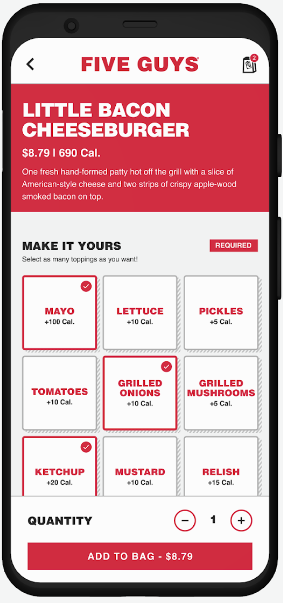 FIVE GUYS
2
LITTLE BACON
CHEESEBURGER
$8.79 | 690 Cal.
One fresh hand-formed patty hot off the grill with a slice of
American-style cheese and two strips of crispy apple-wood
smoked bacon on top.
MAKE IT YOURS
REQUIRED
Select as many toppings as you want!
MAYO
+100 Cal.
LETTUCE
+10 Cal.
PICKLES
+5 Cal.
TOMATOES
+10 Cal.
GRILLED
ONIONS
+10 Cal.
GRILLED
MUSHROOMS
+5 Cal.
KETCHUP
+20 Cal.
MUSTARD
+10 Cal.
RELISH
+15 Cal.
QUANTITY
− 1 +
ADD TO BAG - $8.79